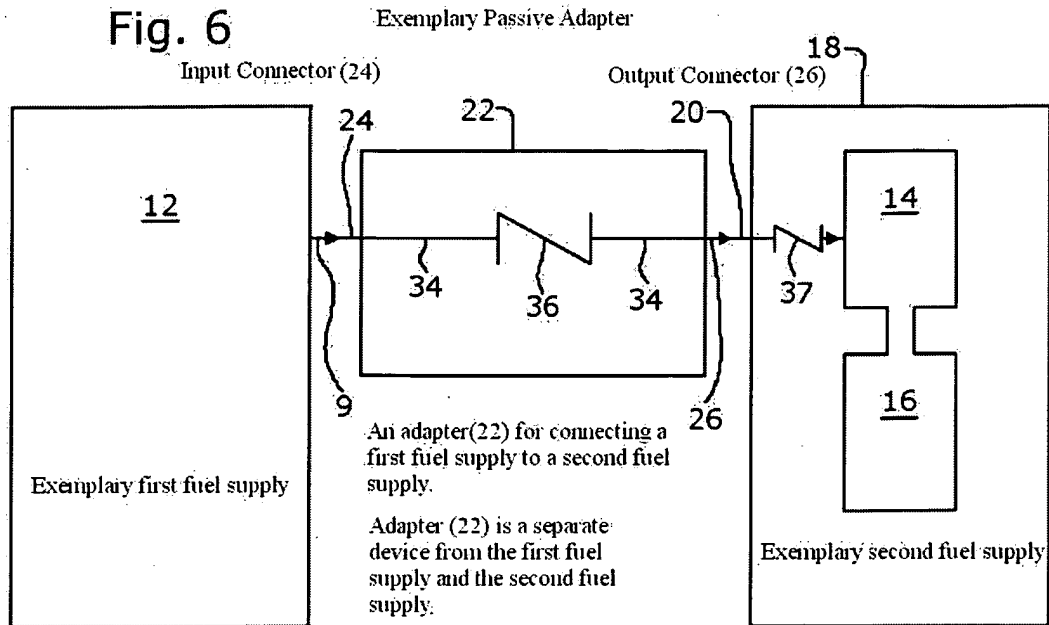 Fig. 6
Exemplary Passive Adapter
Input Connector (24)
Output Connector (26)
18
24
22
20
12
14
34
36
34
37
9
26
16
An adapter(22) for connecting a
first fuel supply to a second fuel
supply.
Adapter (22) is a separate
device from the first fuel
supply and the second fuel
supply.
Exemplary first fuel supply
Exemplary second fuel supply